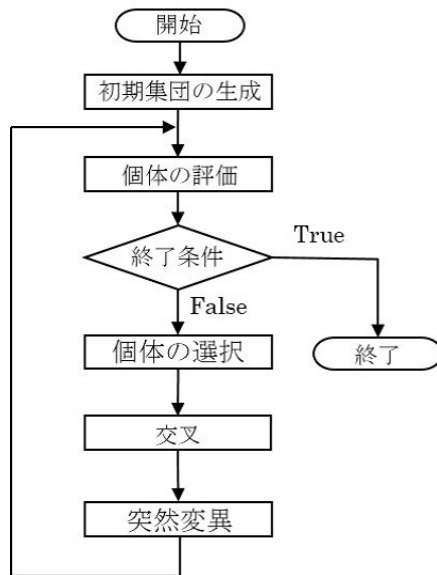 開始
初期集団の生成
個体の評価
終了条件
True
False
個体の選択
終了
交叉
突然変異